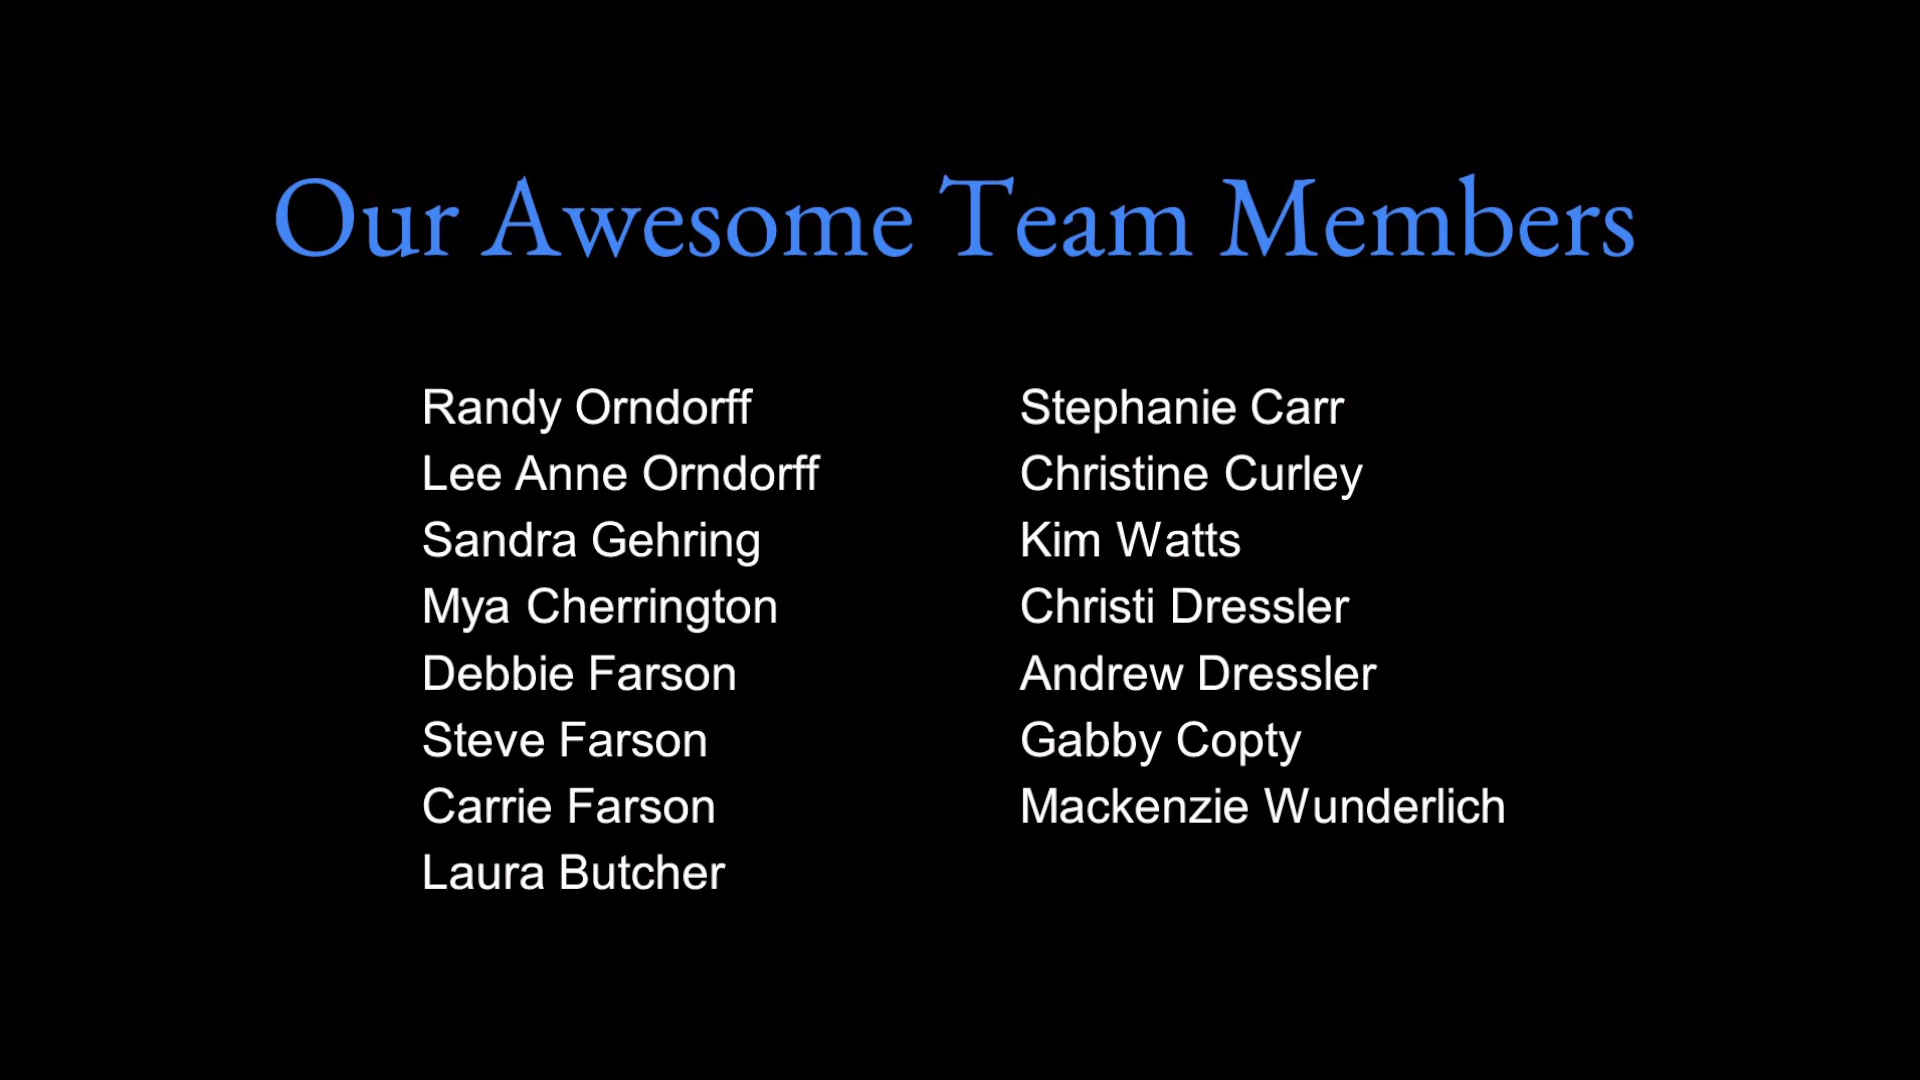 Our Awesome Team Members
Randy Orndorff
Lee Anne Orndorff
Sandra Gehring
Mya Cherrington
Debbie Farson
Steve Farson
Carrie Farson
Laura Butcher
Stephanie Carr
Christine Curley
Kim Watts
Christi Dressler
Andrew Dressler
Gabby Copty
Mackenzie Wunderlich